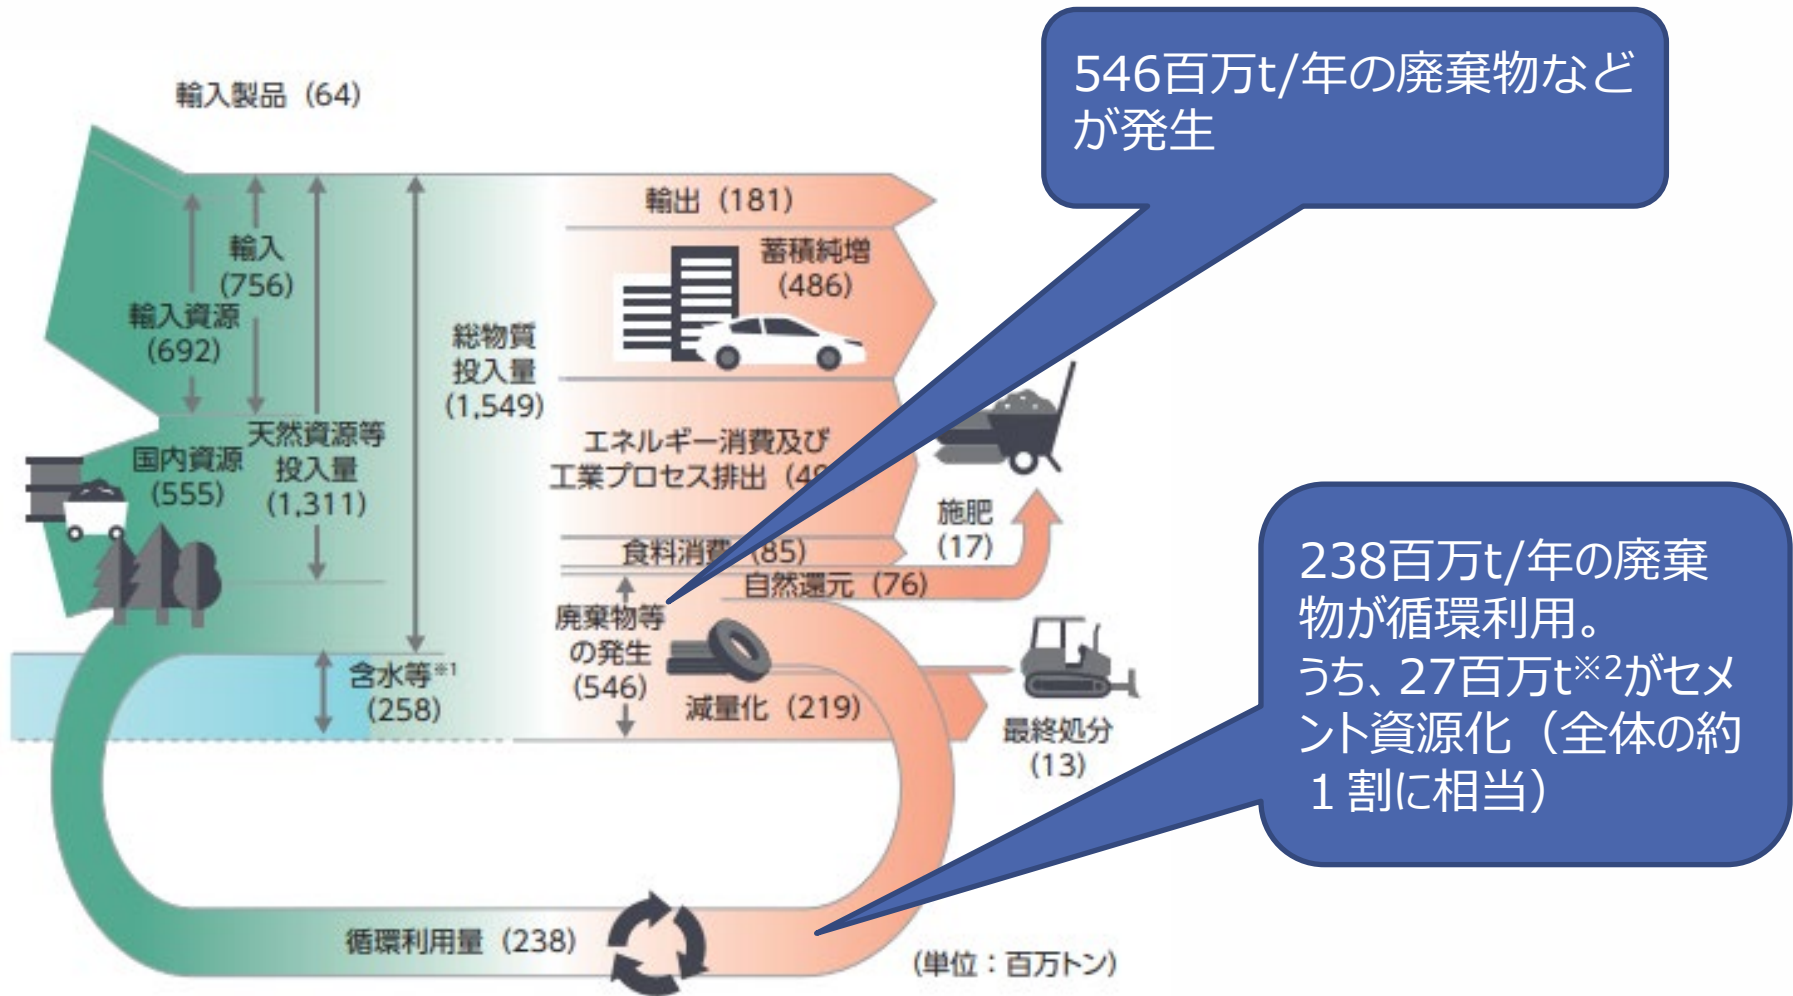 輸入製品（64）
546百万t/年の廃棄物など
が発生
輸出（181）
輸入
（756）
蓄積純増
（486）
輸入資源
（692）
総物質
投入量
（1,549）
天然資源等
投入量
（1,311）
国内資源
（555）
エネルギー消費及び
工業プロセス排出（49
施肥
（17）
食料消費（85）
自然還元（76）
廃棄物等
の発生
（546）
238百万t/年の廃棄
物が循環利用。
うち、27百万t※2がセメ
ント資源化（全体の約
１割に相当）
含水等※1
（258）
減量化（219）
最終処分
（13）
循環利用量（238）
（単位：百万トン）